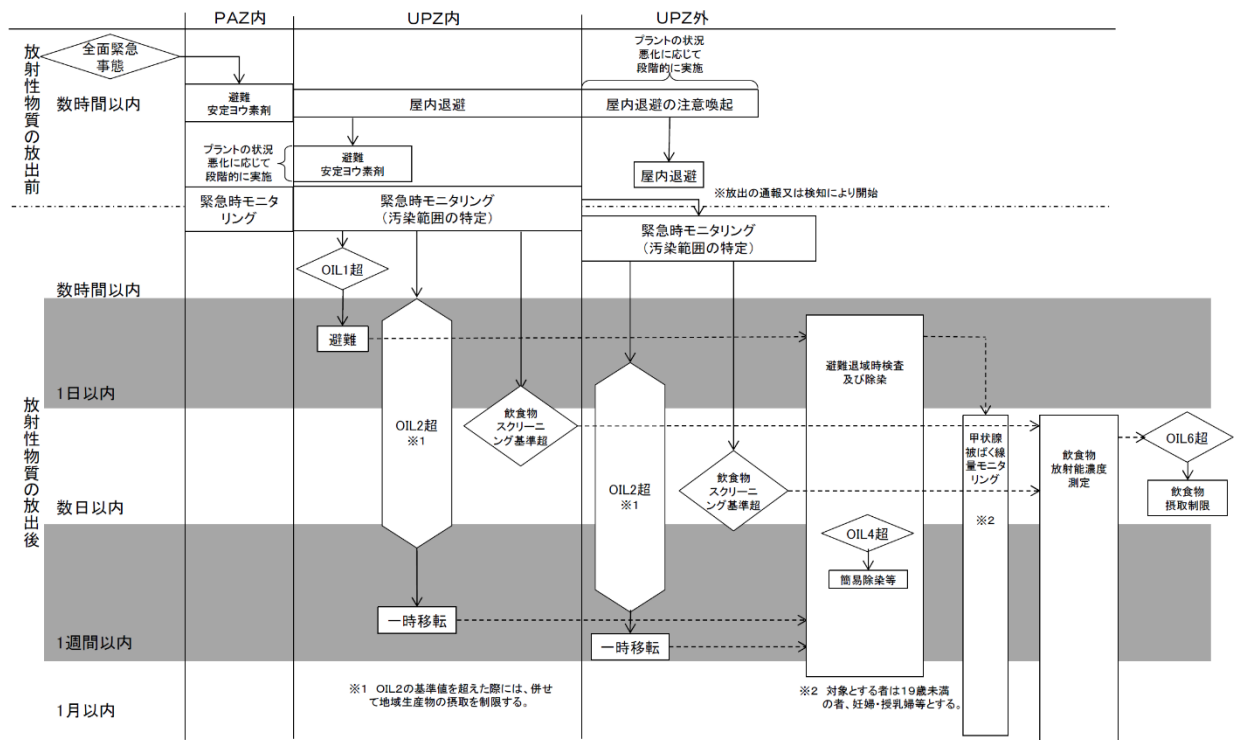 PAZ内
UPZ内
UPZ外
放射性物質の放出前
全面緊急
事態
プラントの状況
悪化に応じて
段階的に実施
数時間以内
避難
安定ヨウ素剤
屋内退避
屋内退避の注意喚起
プラントの状況
悪化に応じて
段階的に実施
避難
安定ヨウ素剤
屋内退避
※放出の通報又は検知により開始
緊急時モニタ
リング
緊急時モニタリング
(汚染範囲の特定)
緊急時モニタリング
(汚染範囲の特定)
OIL1超
数時間以内
避難
避難退域時検査
及び除染
1日以内
放射性物質の放出後
OIL2超
※1
飲食物
スクリーニ
ング基準超
OIL2超
※1
飲食物
スクリーニ
ング基準超
甲状腺
被ばく線
量モニタ
リング
※2
飲食物
放射能濃度
測定
OIL6超
飲食物
摂取制限
数日以内
OIL4超
簡易除染等
一時移転
一時移転
1週間以内
※1 OIL2の基準値を超えた際には、併せ
て地域生産物の摂取を制限する。
※2 対象とする者は19歳未満
の者、妊婦・授乳婦等とする。
1月以内